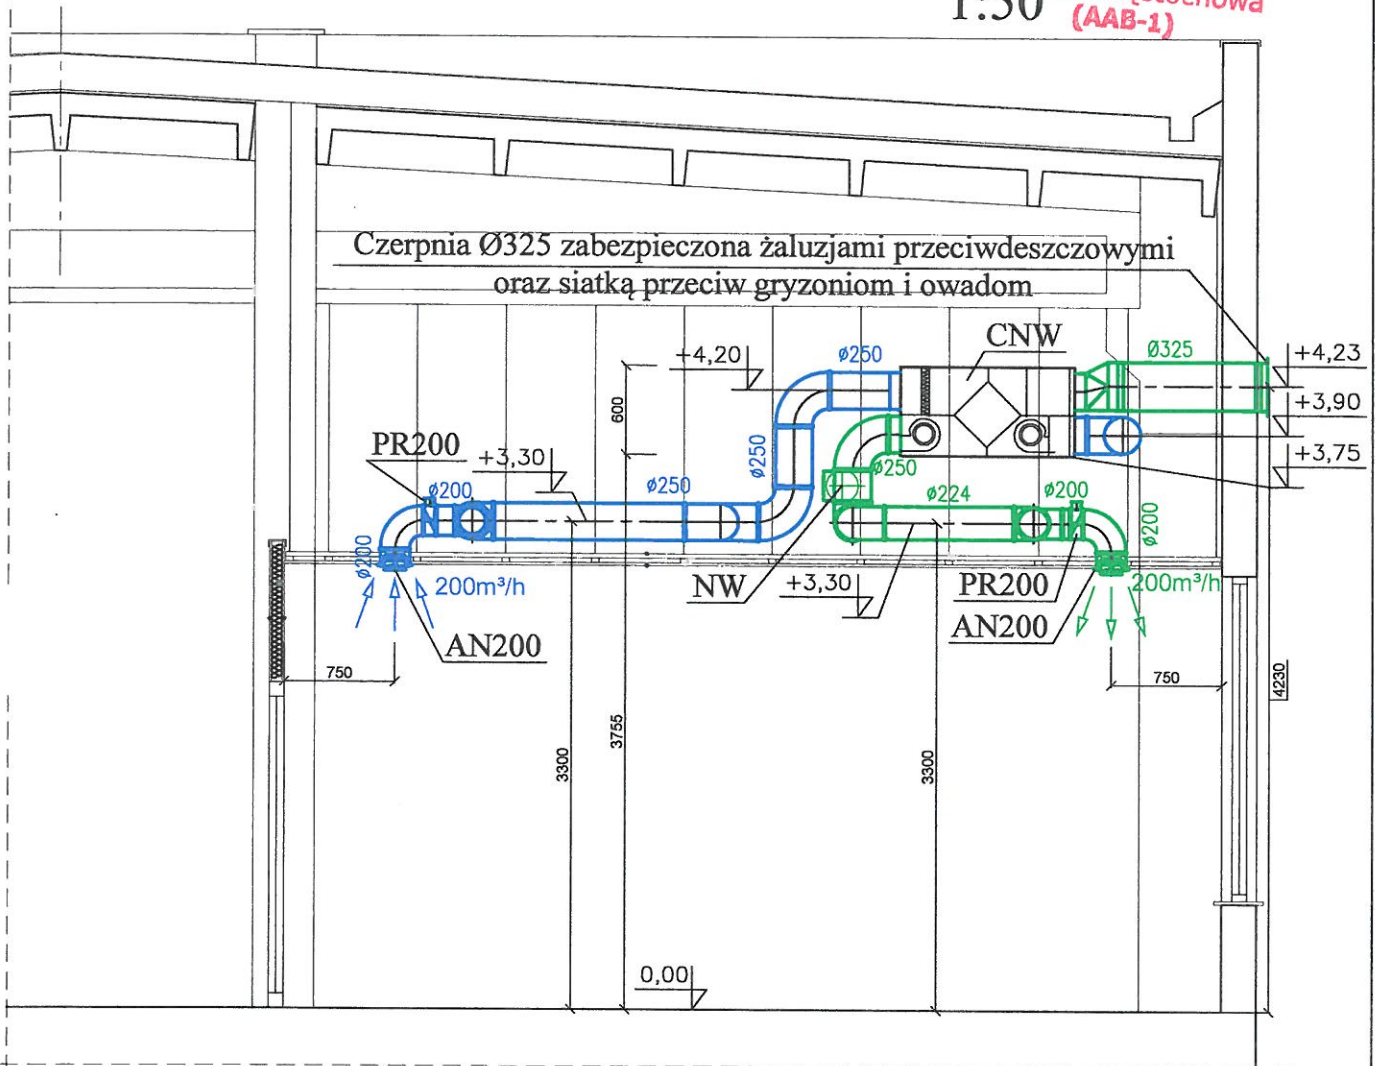 1:50
(AAB-1)
Czerpnia Ø325 zabezpieczona żaluzjami przeciwdeszczowymi
oraz siatką przeciw gryzoniom i owadom
CNW
+4,20
ø250
Ø325
+4,23
+3,90
+3,75
600
PR200
+3,30
ø250
ø250
ø200
ø250
ø224
ø200
ø200
ø200
200m³/h
NW
+3,30
PR200
200m³/h
AN200
AN200
750
750
4230
3755
3300
3300
0,00